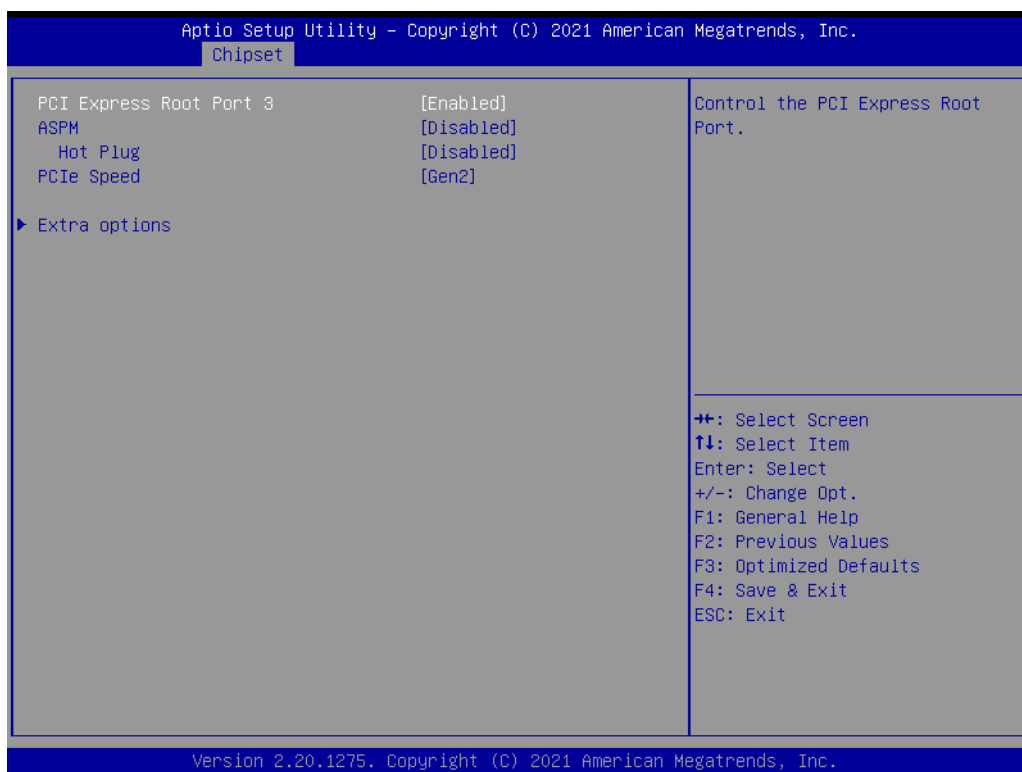 Aptio Setup Utility – Copyright (C) 2021 American Megatrends, Inc.
Chipset
PCI Express Root Port 3 [Enabled]
ASPM [Disabled]
Hot Plug [Disabled]
PCIe Speed [Gen2]
▶ Extra options
Control the PCI Express Root
Port.
→←: Select Screen
↑↓: Select Item
Enter: Select
+/-: Change Opt.
F1: General Help
F2: Previous Values
F3: Optimized Defaults
F4: Save & Exit
ESC: Exit
Version 2.20.1275. Copyright (C) 2021 American Megatrends, Inc.